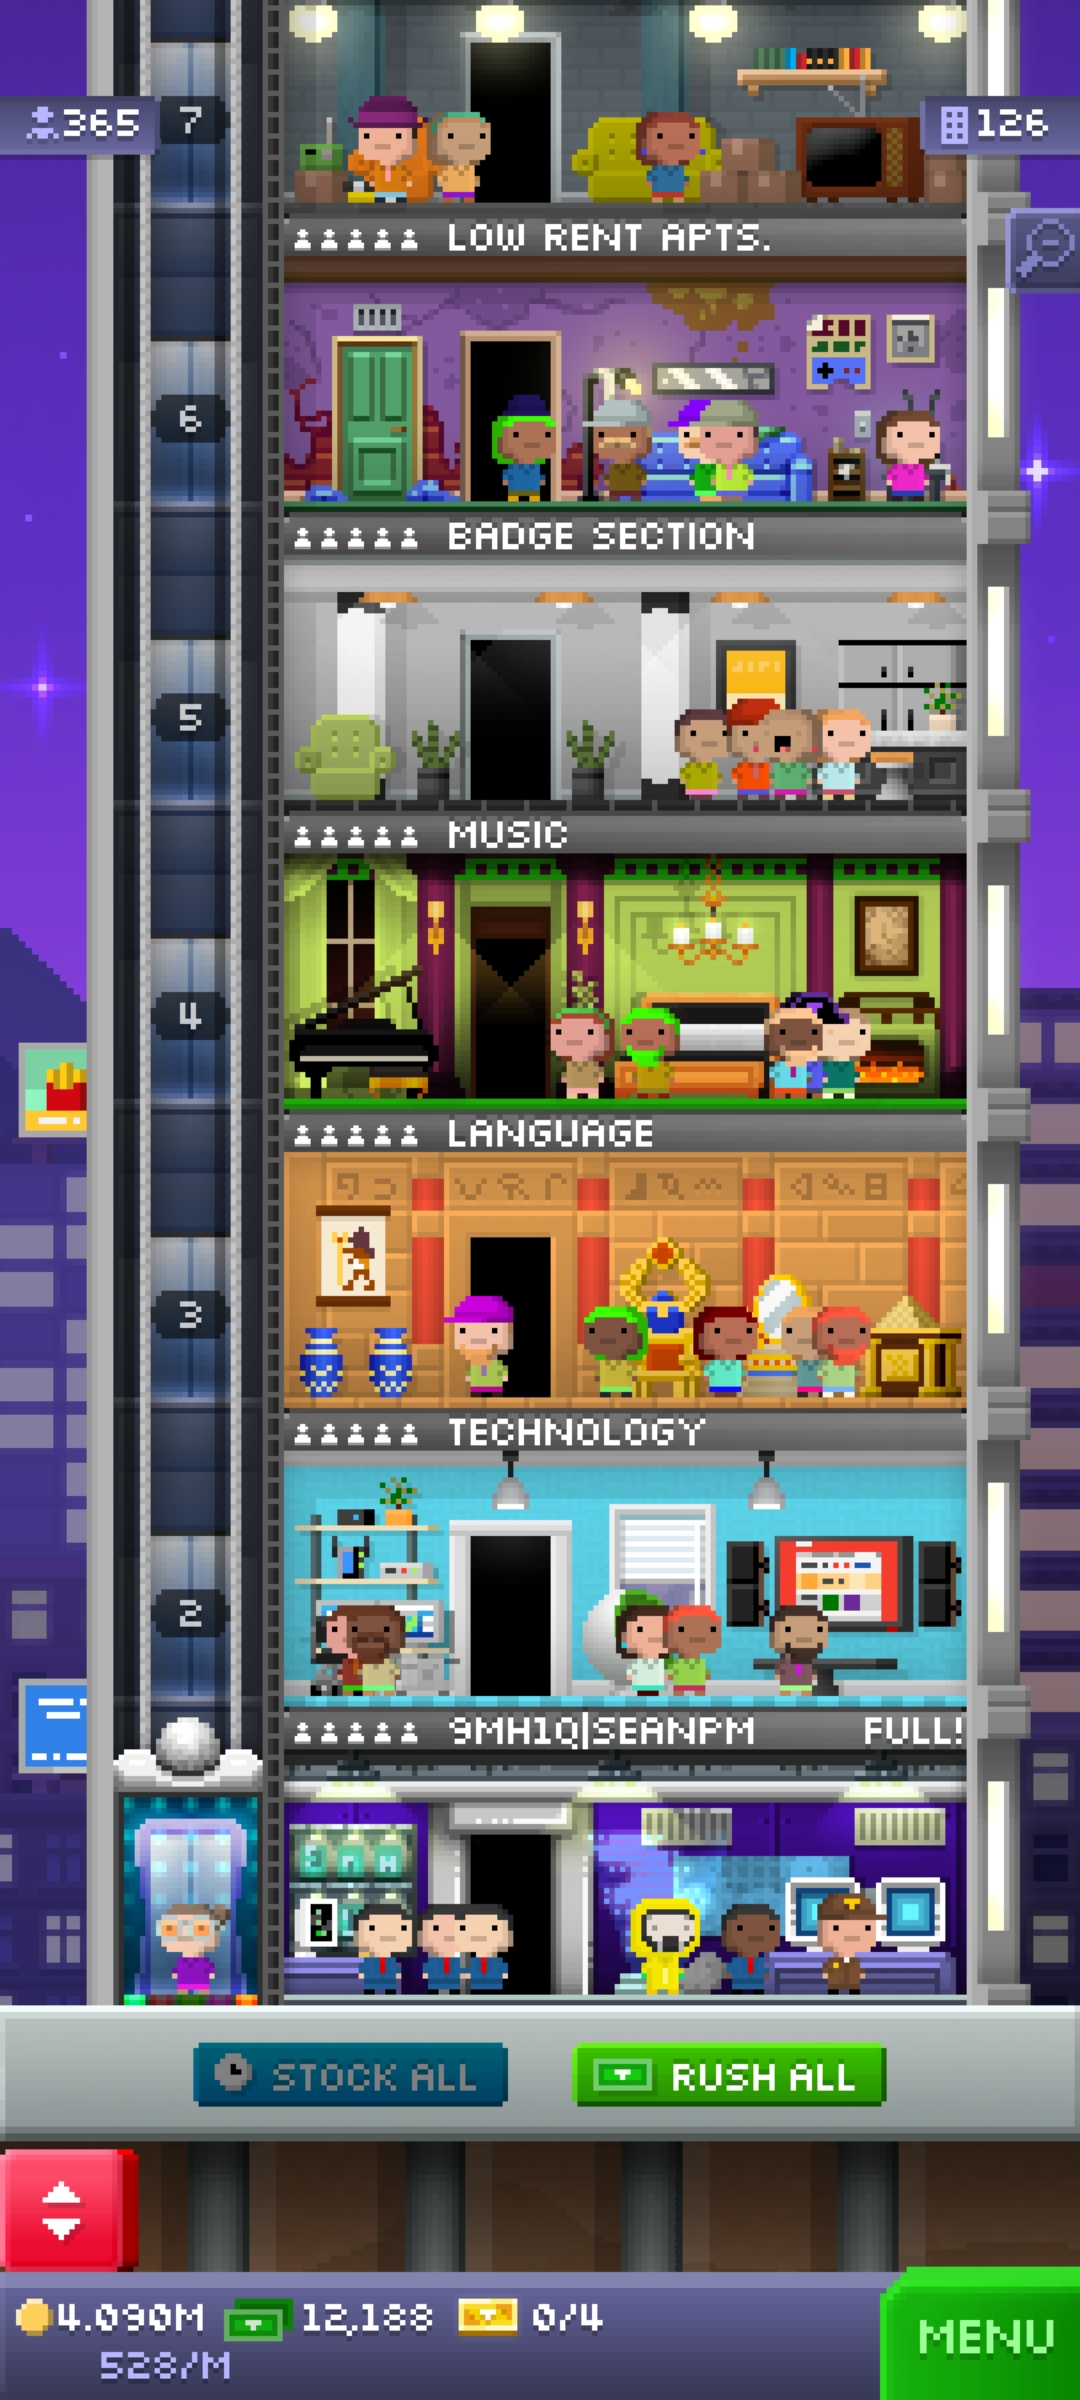 365
7
126
LOW RENT APTS.
6
BADGE SECTION
5
MUSIC
4
LANGUAGE
3
TECHNOLOGY
2
9MH1Q|SEANPM FULL!
STOCK ALL
RUSH ALL
4.090M 12,188 0/4
528/M
MENU